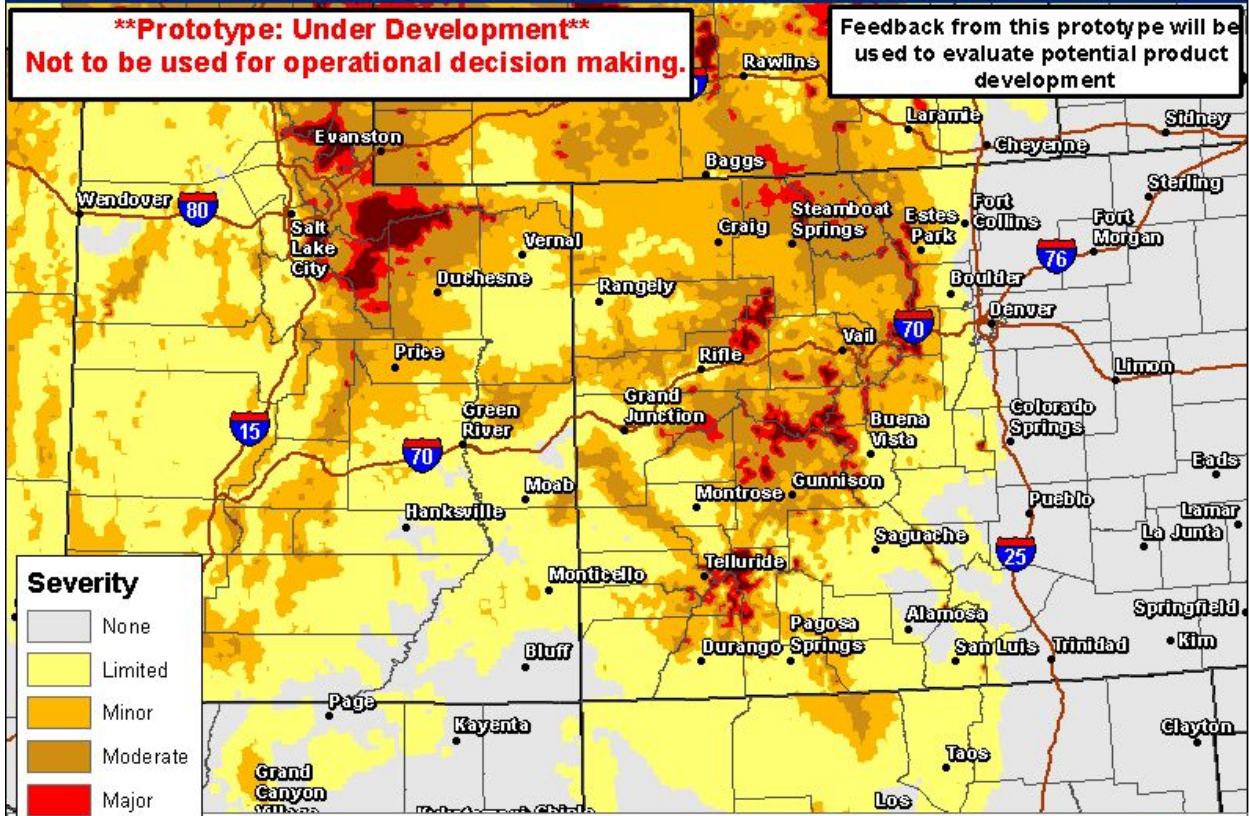 **Prototype: Under Development**
Not to be used for operational decision making.
Feedback from this prototype will be
used to evaluate potential product
development
Rawlins
Laramie
Sidney
Evanston
Cheyenne
Baggs
Sterling
Wendover
80
Salt
Lake
City
Steamboat
Springs
Estes
Park
Fort
Collins
Fort
Morgan
Craig
Vernal
76
Duchesne
Rangely
Boulder
Denver
70
Vail
Price
Rifle
Limon
Grand
Junction
Green
River
Buena
Vista
Colorado
Springs
15
70
Eads
Moab
Montrose
Gunnison
Pueblo
Hanksville
Lamar
La Junta
Saguache
25
Telluride
Monticello
Springfield
Alamosa
Pagosa
Springs
Kim
Durango
San Luis
Trinidad
Bluff
Page
Kayenta
Clayton
Taos
Grand
Canyon
Los
Severity
None
Limited
Minor
Moderate
Major